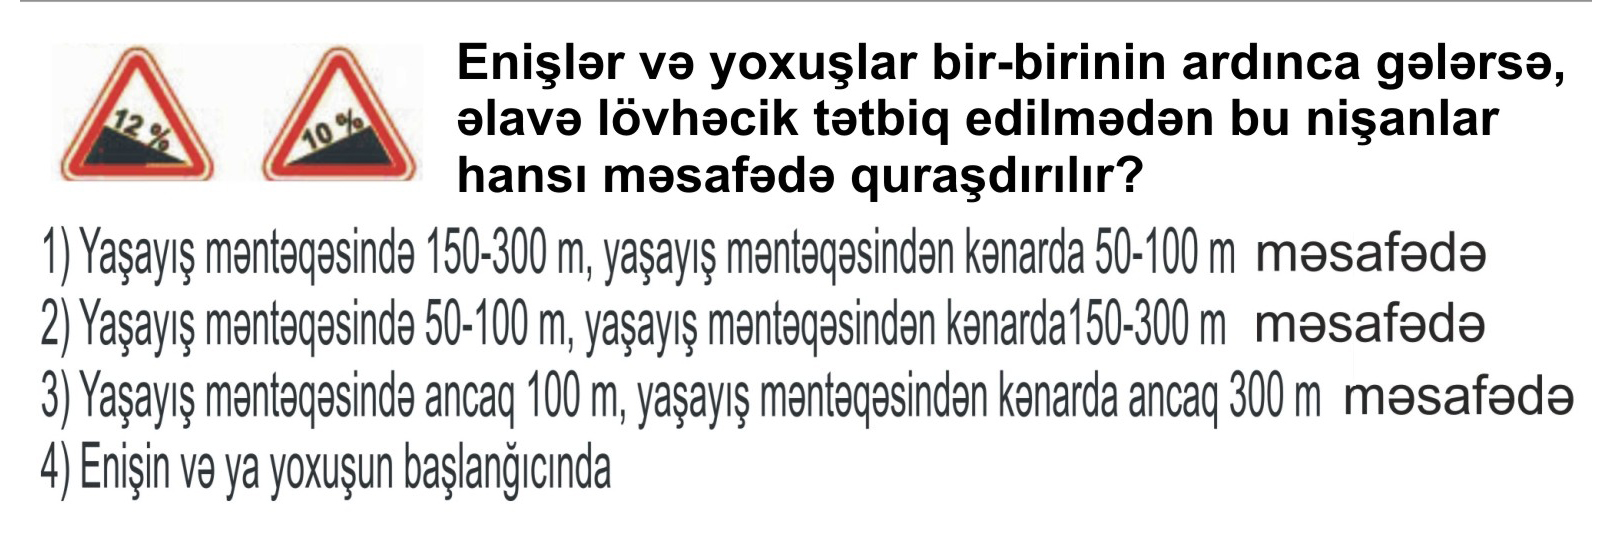 12 %
10 %
Enişlər və yoxuşlar bir-birinin ardınca gələrsə,
əlavə lövhəcik tətbiq edilmədən bu nişanlar
hansı məsafədə quraşdırılır?
1) Yaşayış məntəqəsində 150-300 m, yaşayış məntəqəsindən kənarda 50-100 m məsafədə
2) Yaşayış məntəqəsində 50-100 m, yaşayış məntəqəsindən kənarda150-300 m məsafədə
3) Yaşayış məntəqəsində ancaq 100 m, yaşayış məntəqəsindən kənarda ancaq 300 m məsafədə
4) Enişin və ya yoxuşun başlanğıcında